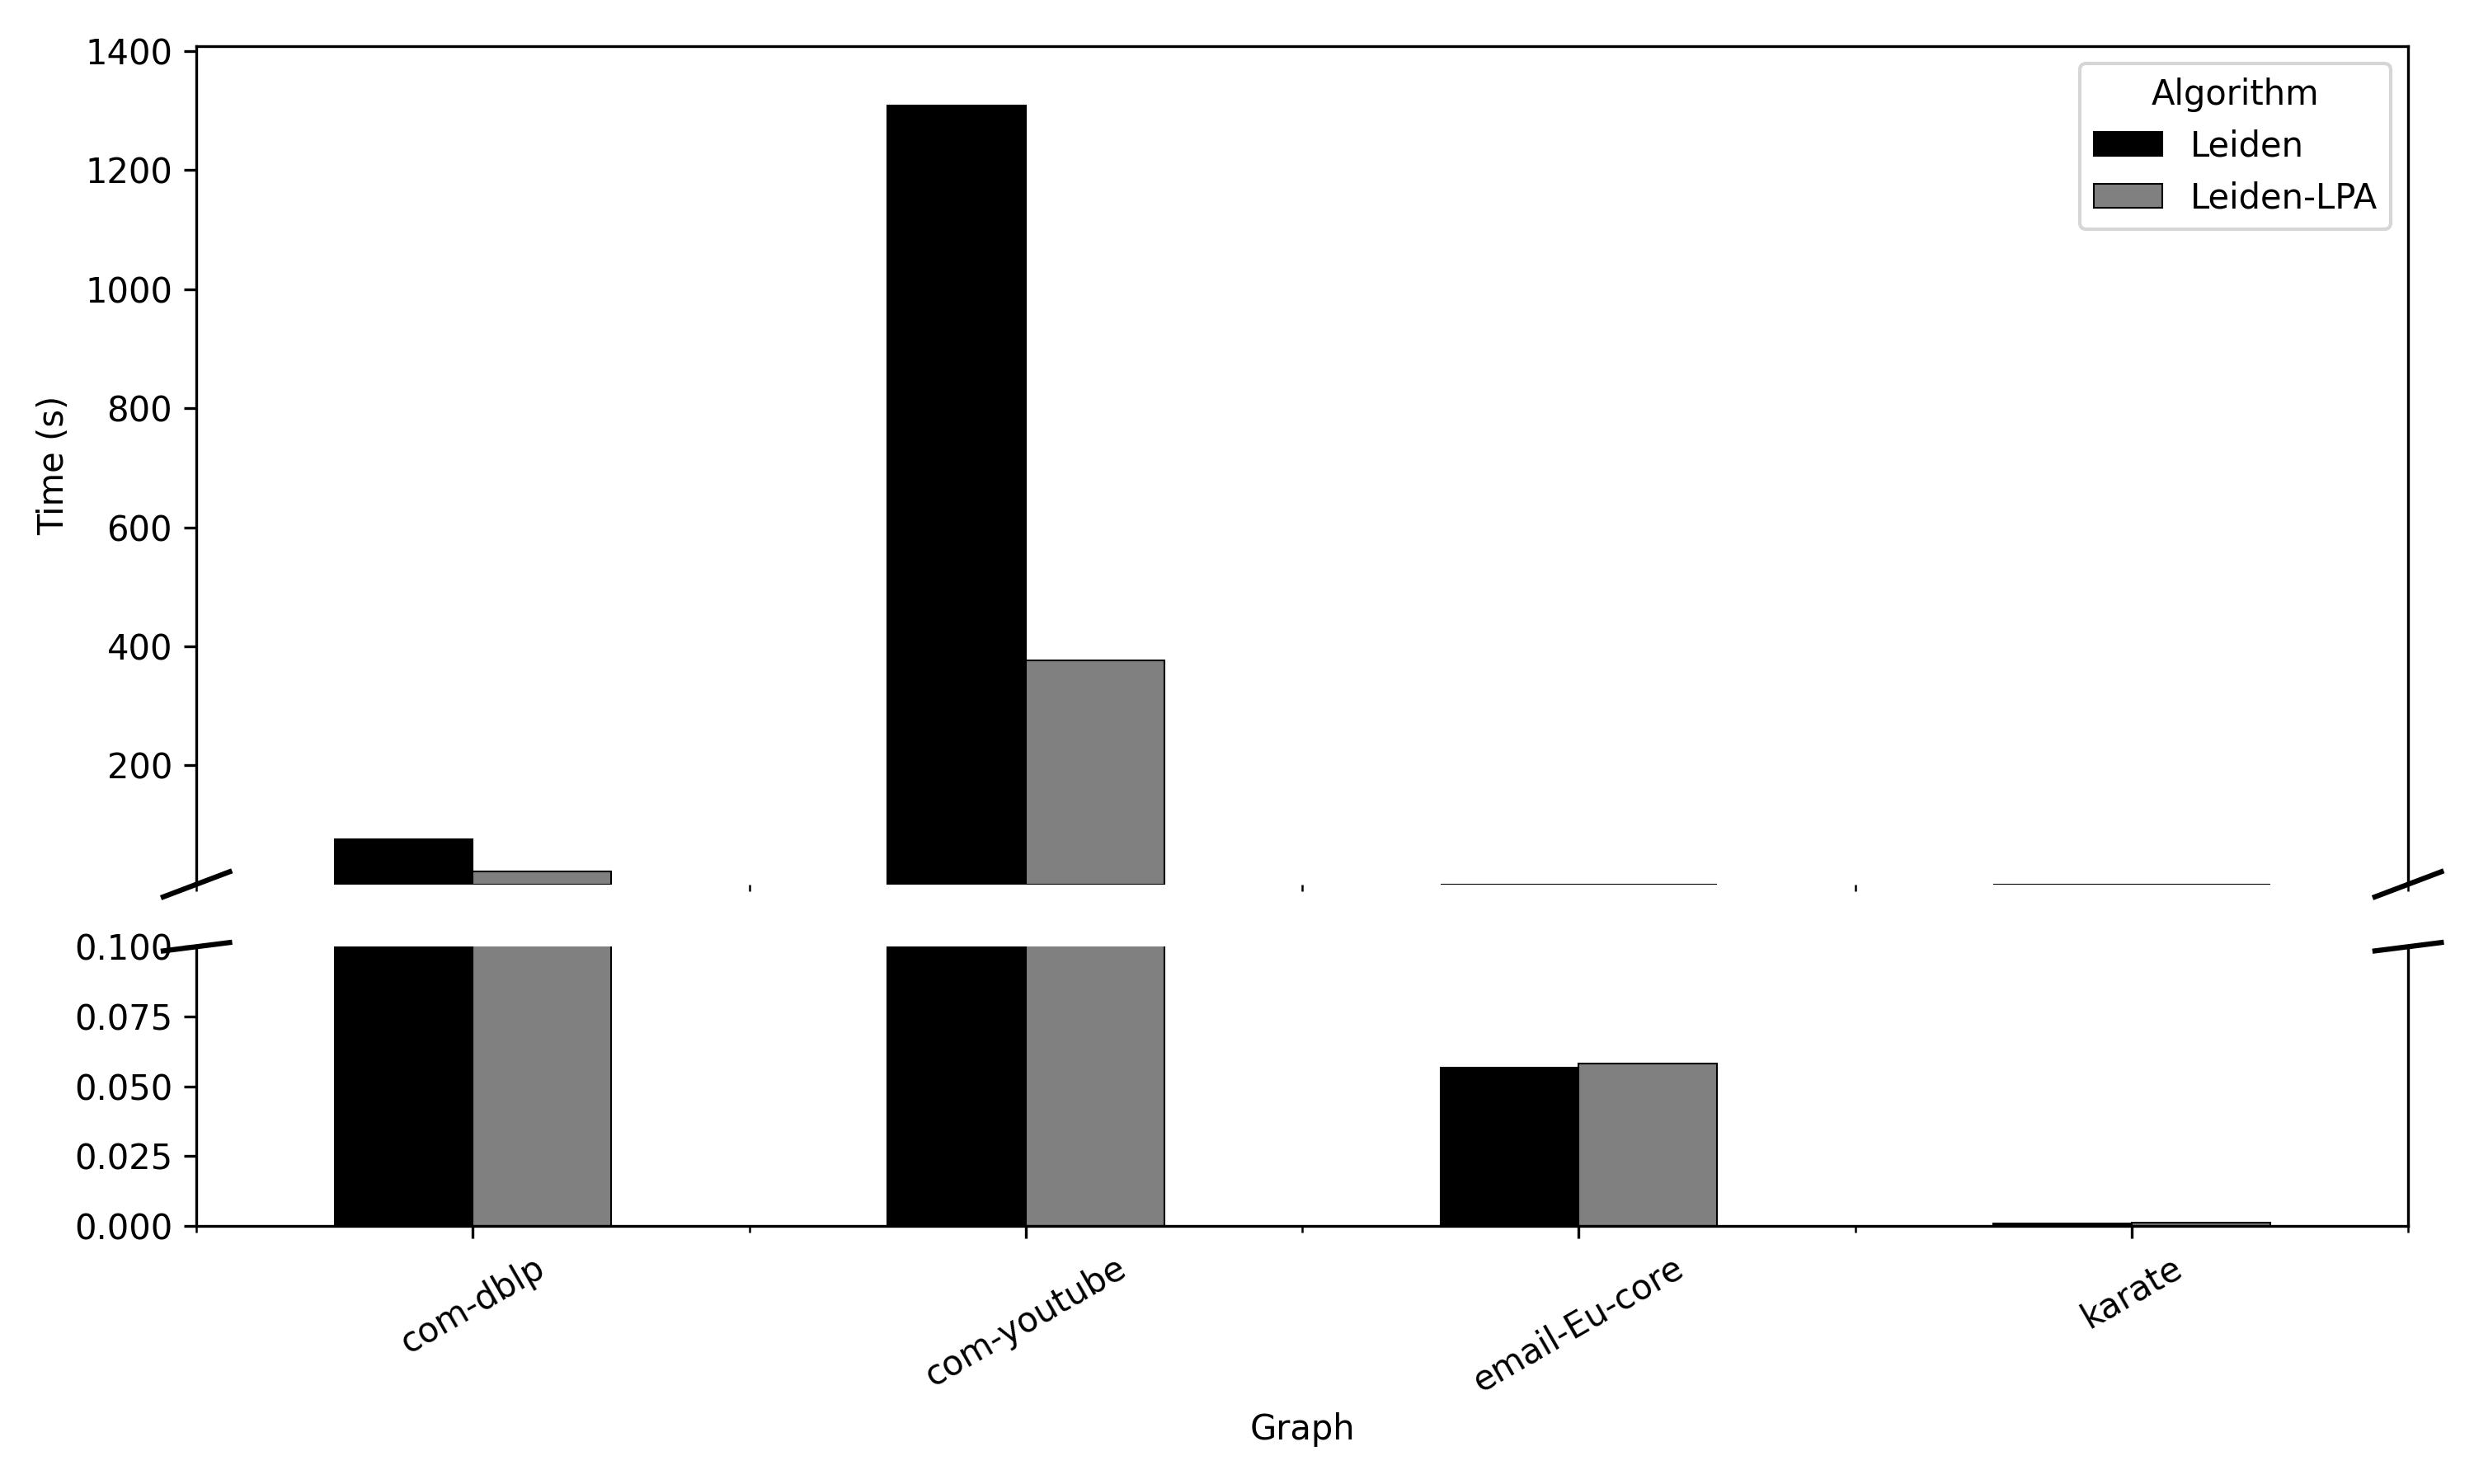 1400
1200
1000
800
600
400
200
Time (s)
Algorithm
Leiden
Leiden-LPA
0.100
0.075
0.050
0.025
0.000
com-dblp
com-youtube
email-Eu-core
karate
Graph